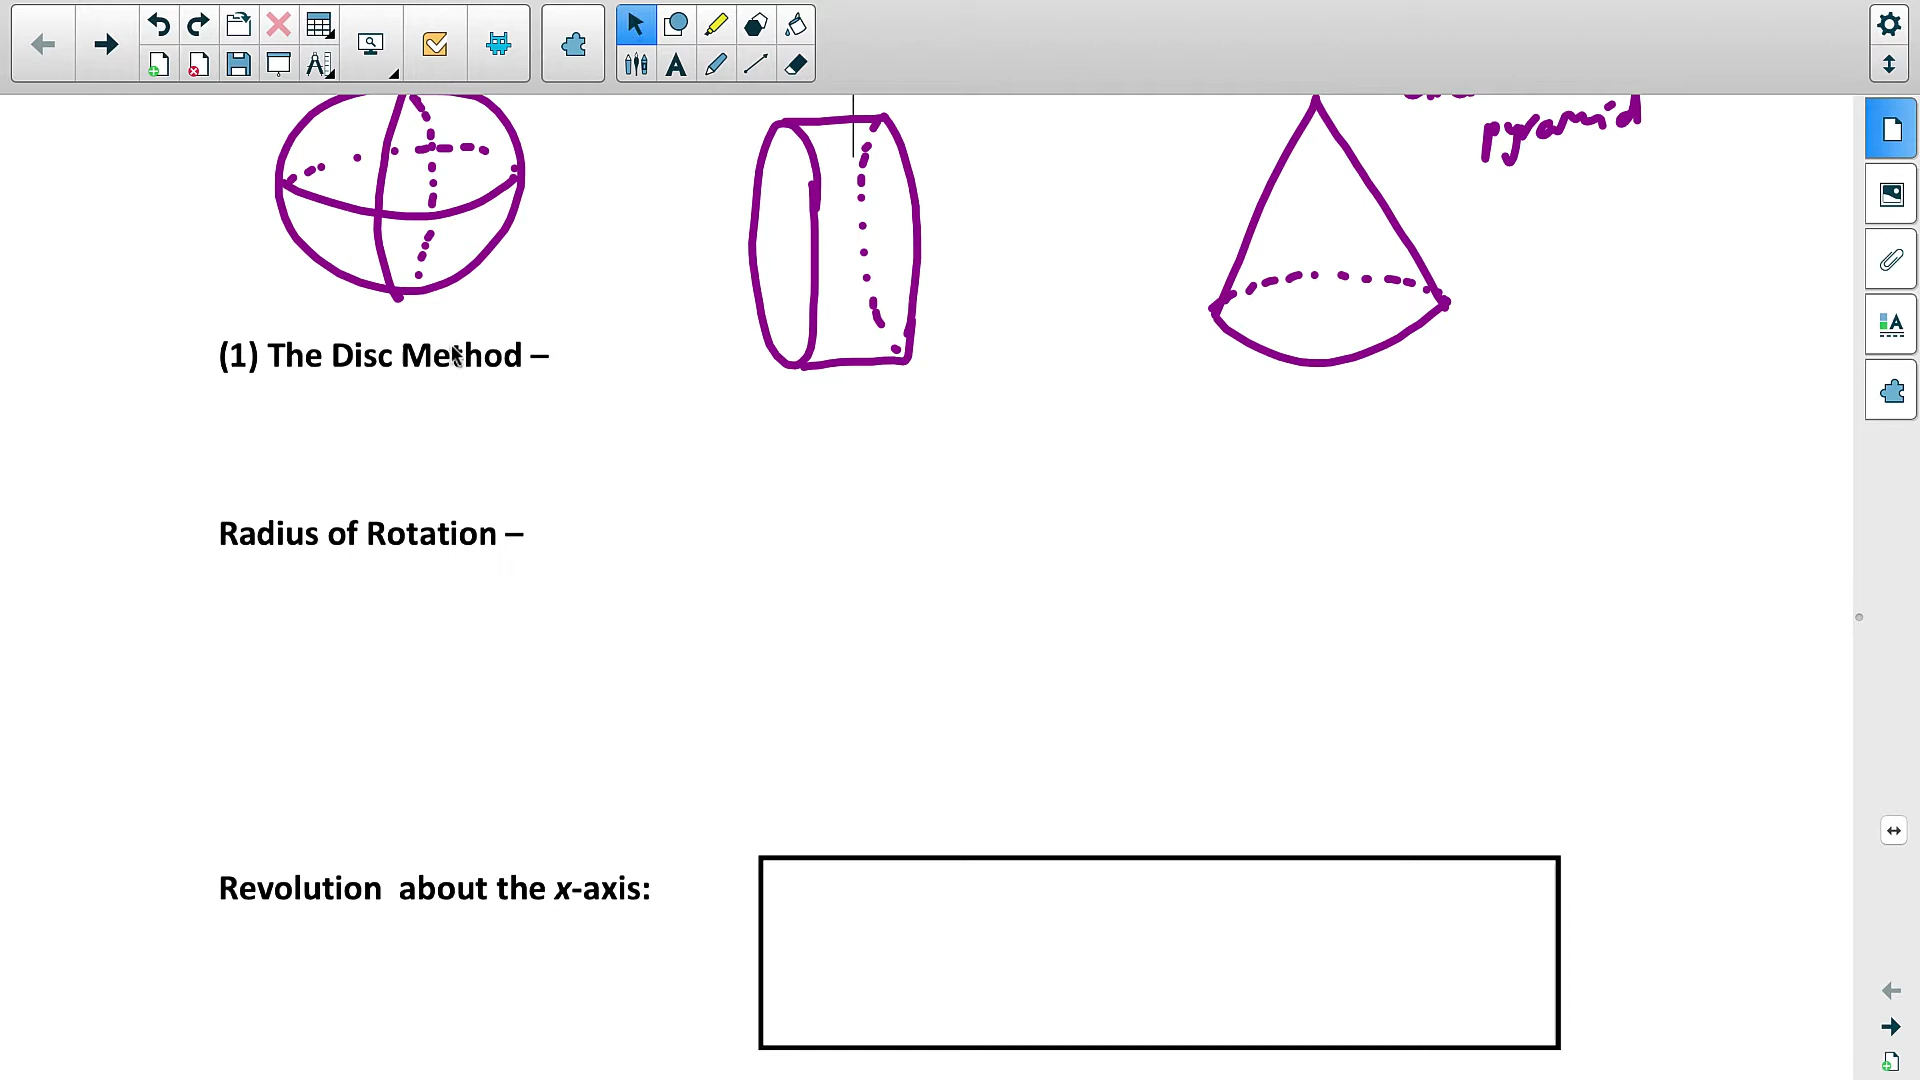 pyramid
(1) The Disc Method –
Radius of Rotation –
Revolution about the x-axis: